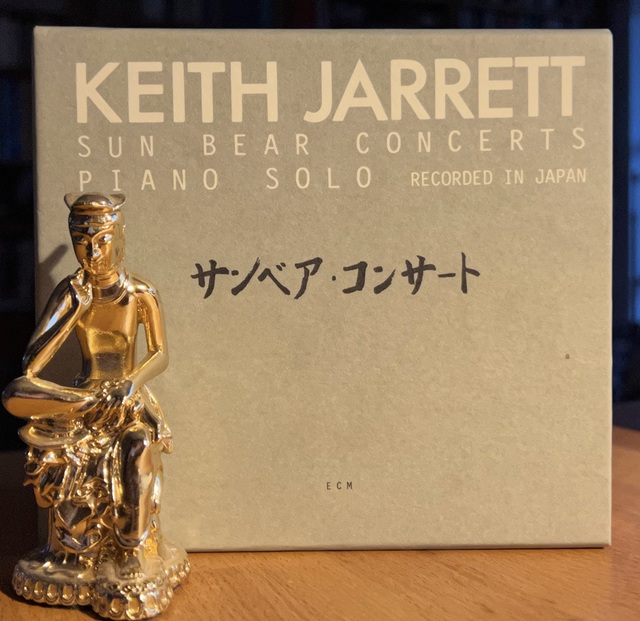 KEITH JARRETT
SUN BEAR CONCERTS
PIANO SOLO RECORDED IN JAPAN
サンベア・コンサート
ECM